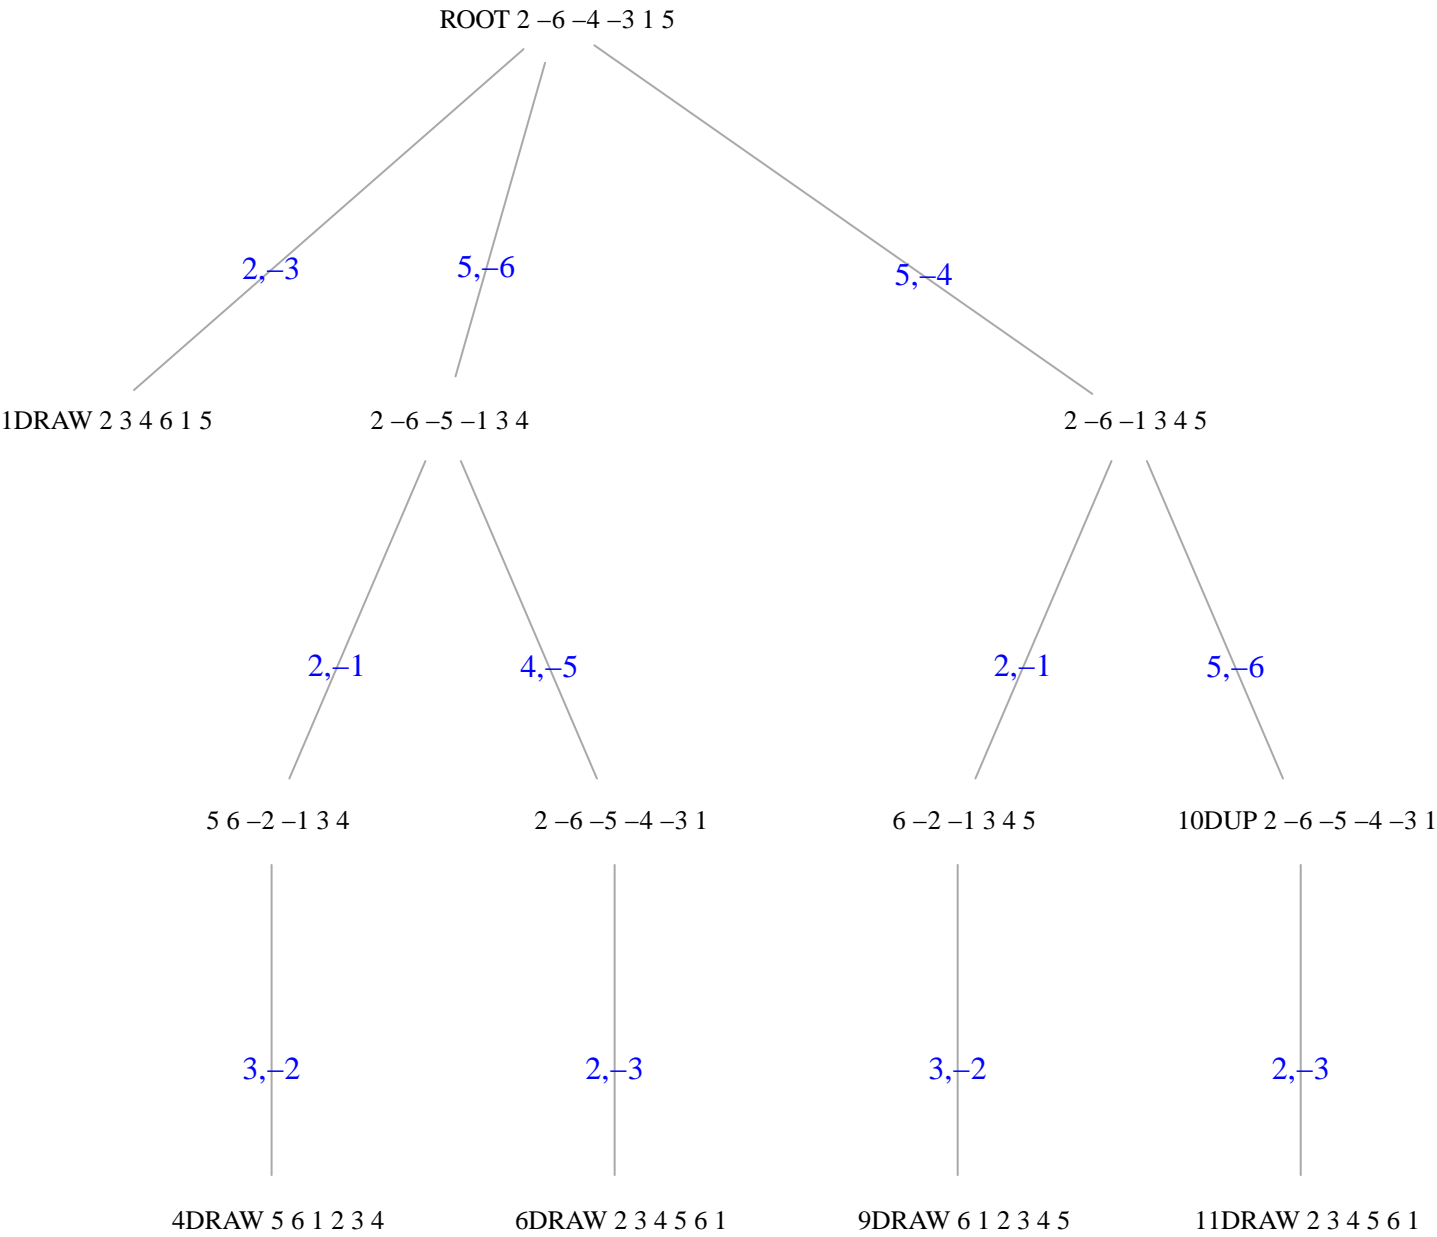 ROOT 2 –6 –4 –3 1 5
2,–3
5,–6
5,–4
1DRAW 2 3 4 6 1 5
2 –6 –5 –1 3 4
2 –6 –1 3 4 5
2,–1
4,–5
2,–1
5,–6
5 6 –2 –1 3 4
2 –6 –5 –4 –3 1
6 –2 –1 3 4 5
10DUP 2 –6 –5 –4 –3 1
3,–2
2,–3
3,–2
2,–3
4DRAW 5 6 1 2 3 4
6DRAW 2 3 4 5 6 1
9DRAW 6 1 2 3 4 5
11DRAW 2 3 4 5 6 1